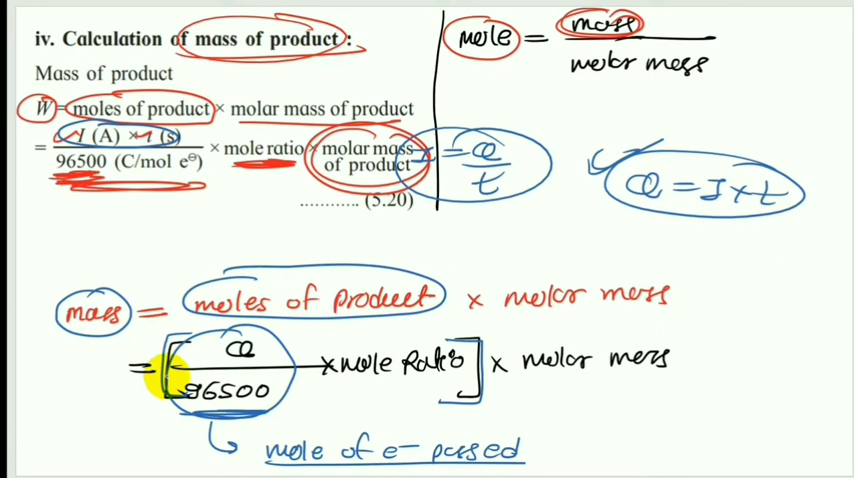 iv. Calculation of mass of product :
Mass of product
W = moles of product × molar mass of product
= I (A) × t (s) / 96500 (C/mol e⊖) × mole ratio × molar mass of product
............ (5.20)
mole = mass / molar mass
I = Q / t
Q = I × t
mass = moles of product × molar mass
= [ Q / 96500 × mole Ratio ] × molar mass
mole of e– passed